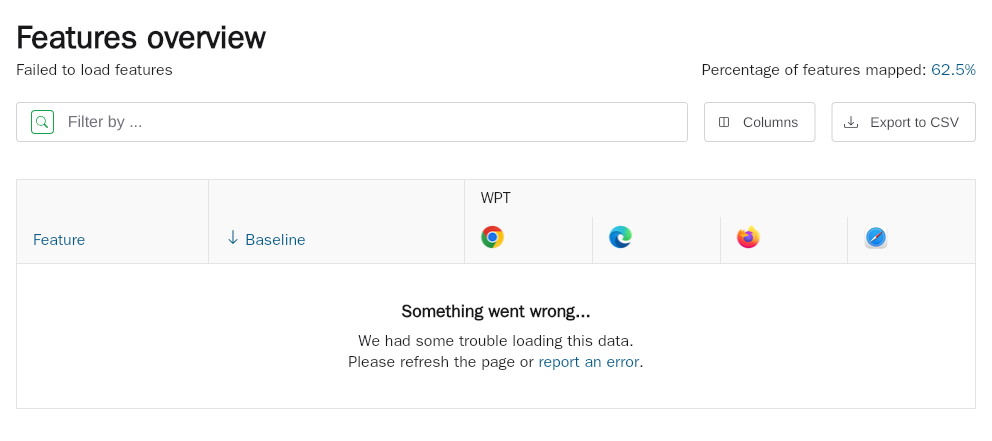 Features overview
Failed to load features
Percentage of features mapped: 62.5%
Filter by ...
Columns
Export to CSV
WPT
Feature
Baseline
Something went wrong...
We had some trouble loading this data.
Please refresh the page or report an error.